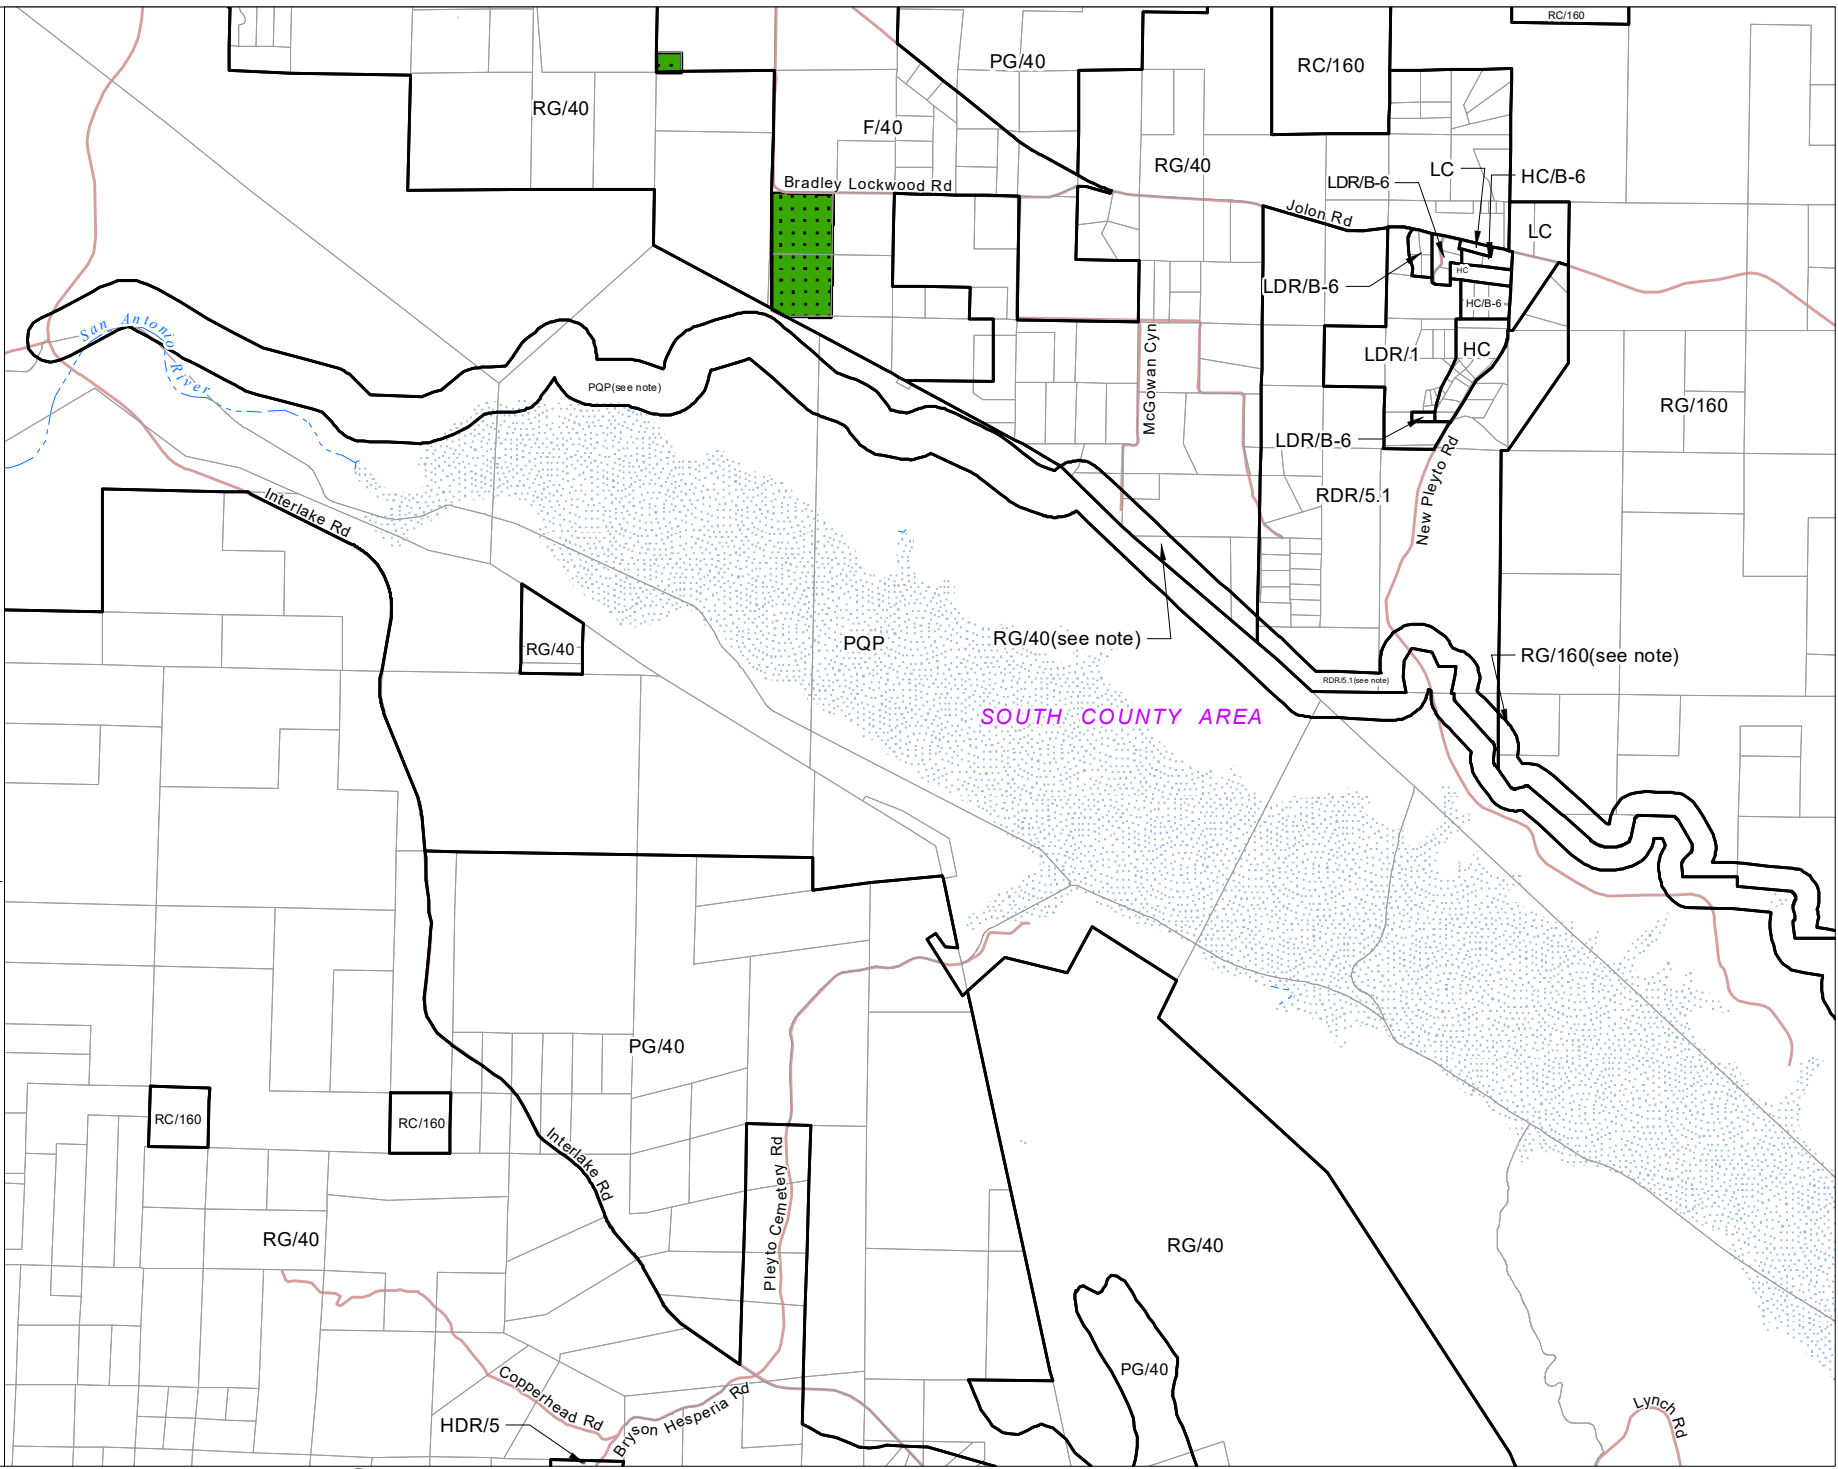 RC/160
PG/40
RC/160
RG/40
F/40
RG/40
LC
HC/B-6
LDR/B-6
Bradley Lockwood Rd
Jolon Rd
LC
HC
LDR/B-6
HC/B-6
San Antonio River
McGowan Cyn
LDR/1
HC
PQP(see note)
RG/160
LDR/B-6
New Pleyto Rd
RDR/5.1
Interlake Rd
RG/40
PQP
RG/40(see note)
RG/160(see note)
RDR/5.1(see note)
SOUTH COUNTY AREA
PG/40
RC/160
RC/160
Interlake Rd
Pleyto Cemetery Rd
RG/40
RG/40
PG/40
Copperhead Rd
Bryson Hesperia Rd
HDR/5
Lynch Rd